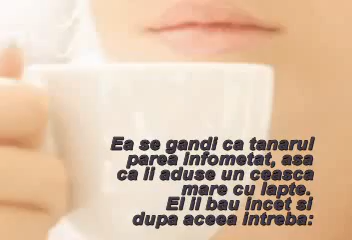 Ea se gandi ca tanarul
parea infometat, asa
ca ii aduse un ceasca
mare cu lapte.
El il bau incet si
dupa aceea intreba: